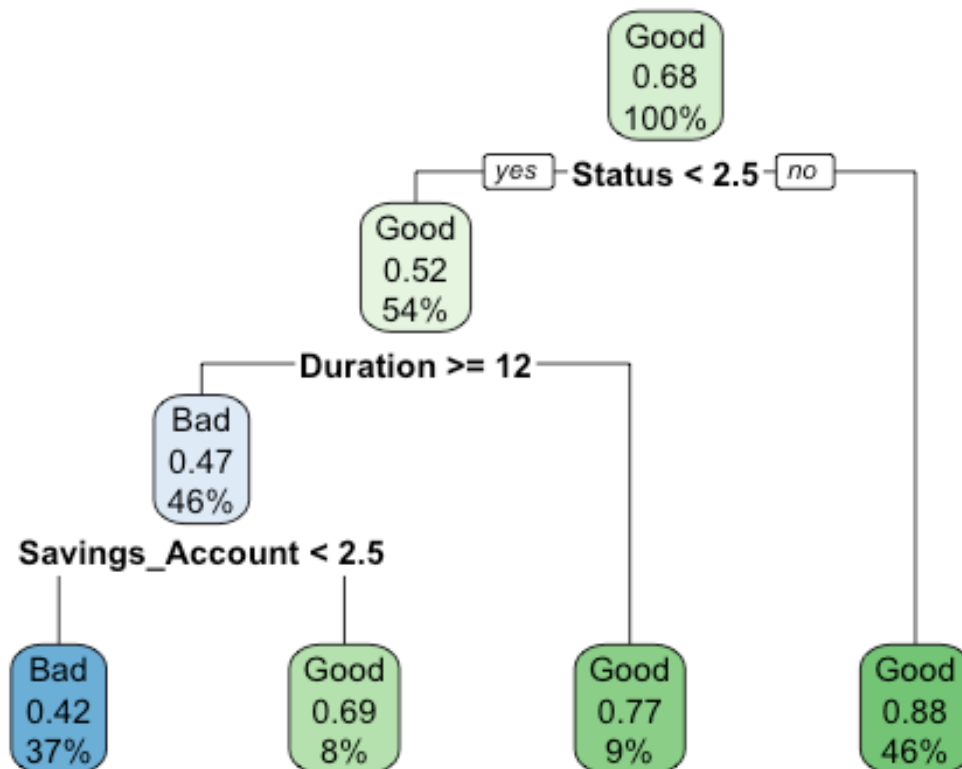 Good
0.68
100%
yes Status < 2.5 no
Good
0.52
54%
Duration >= 12
Bad
0.47
46%
Savings_Account < 2.5
Bad
0.42
37%
Good
0.69
8%
Good
0.77
9%
Good
0.88
46%